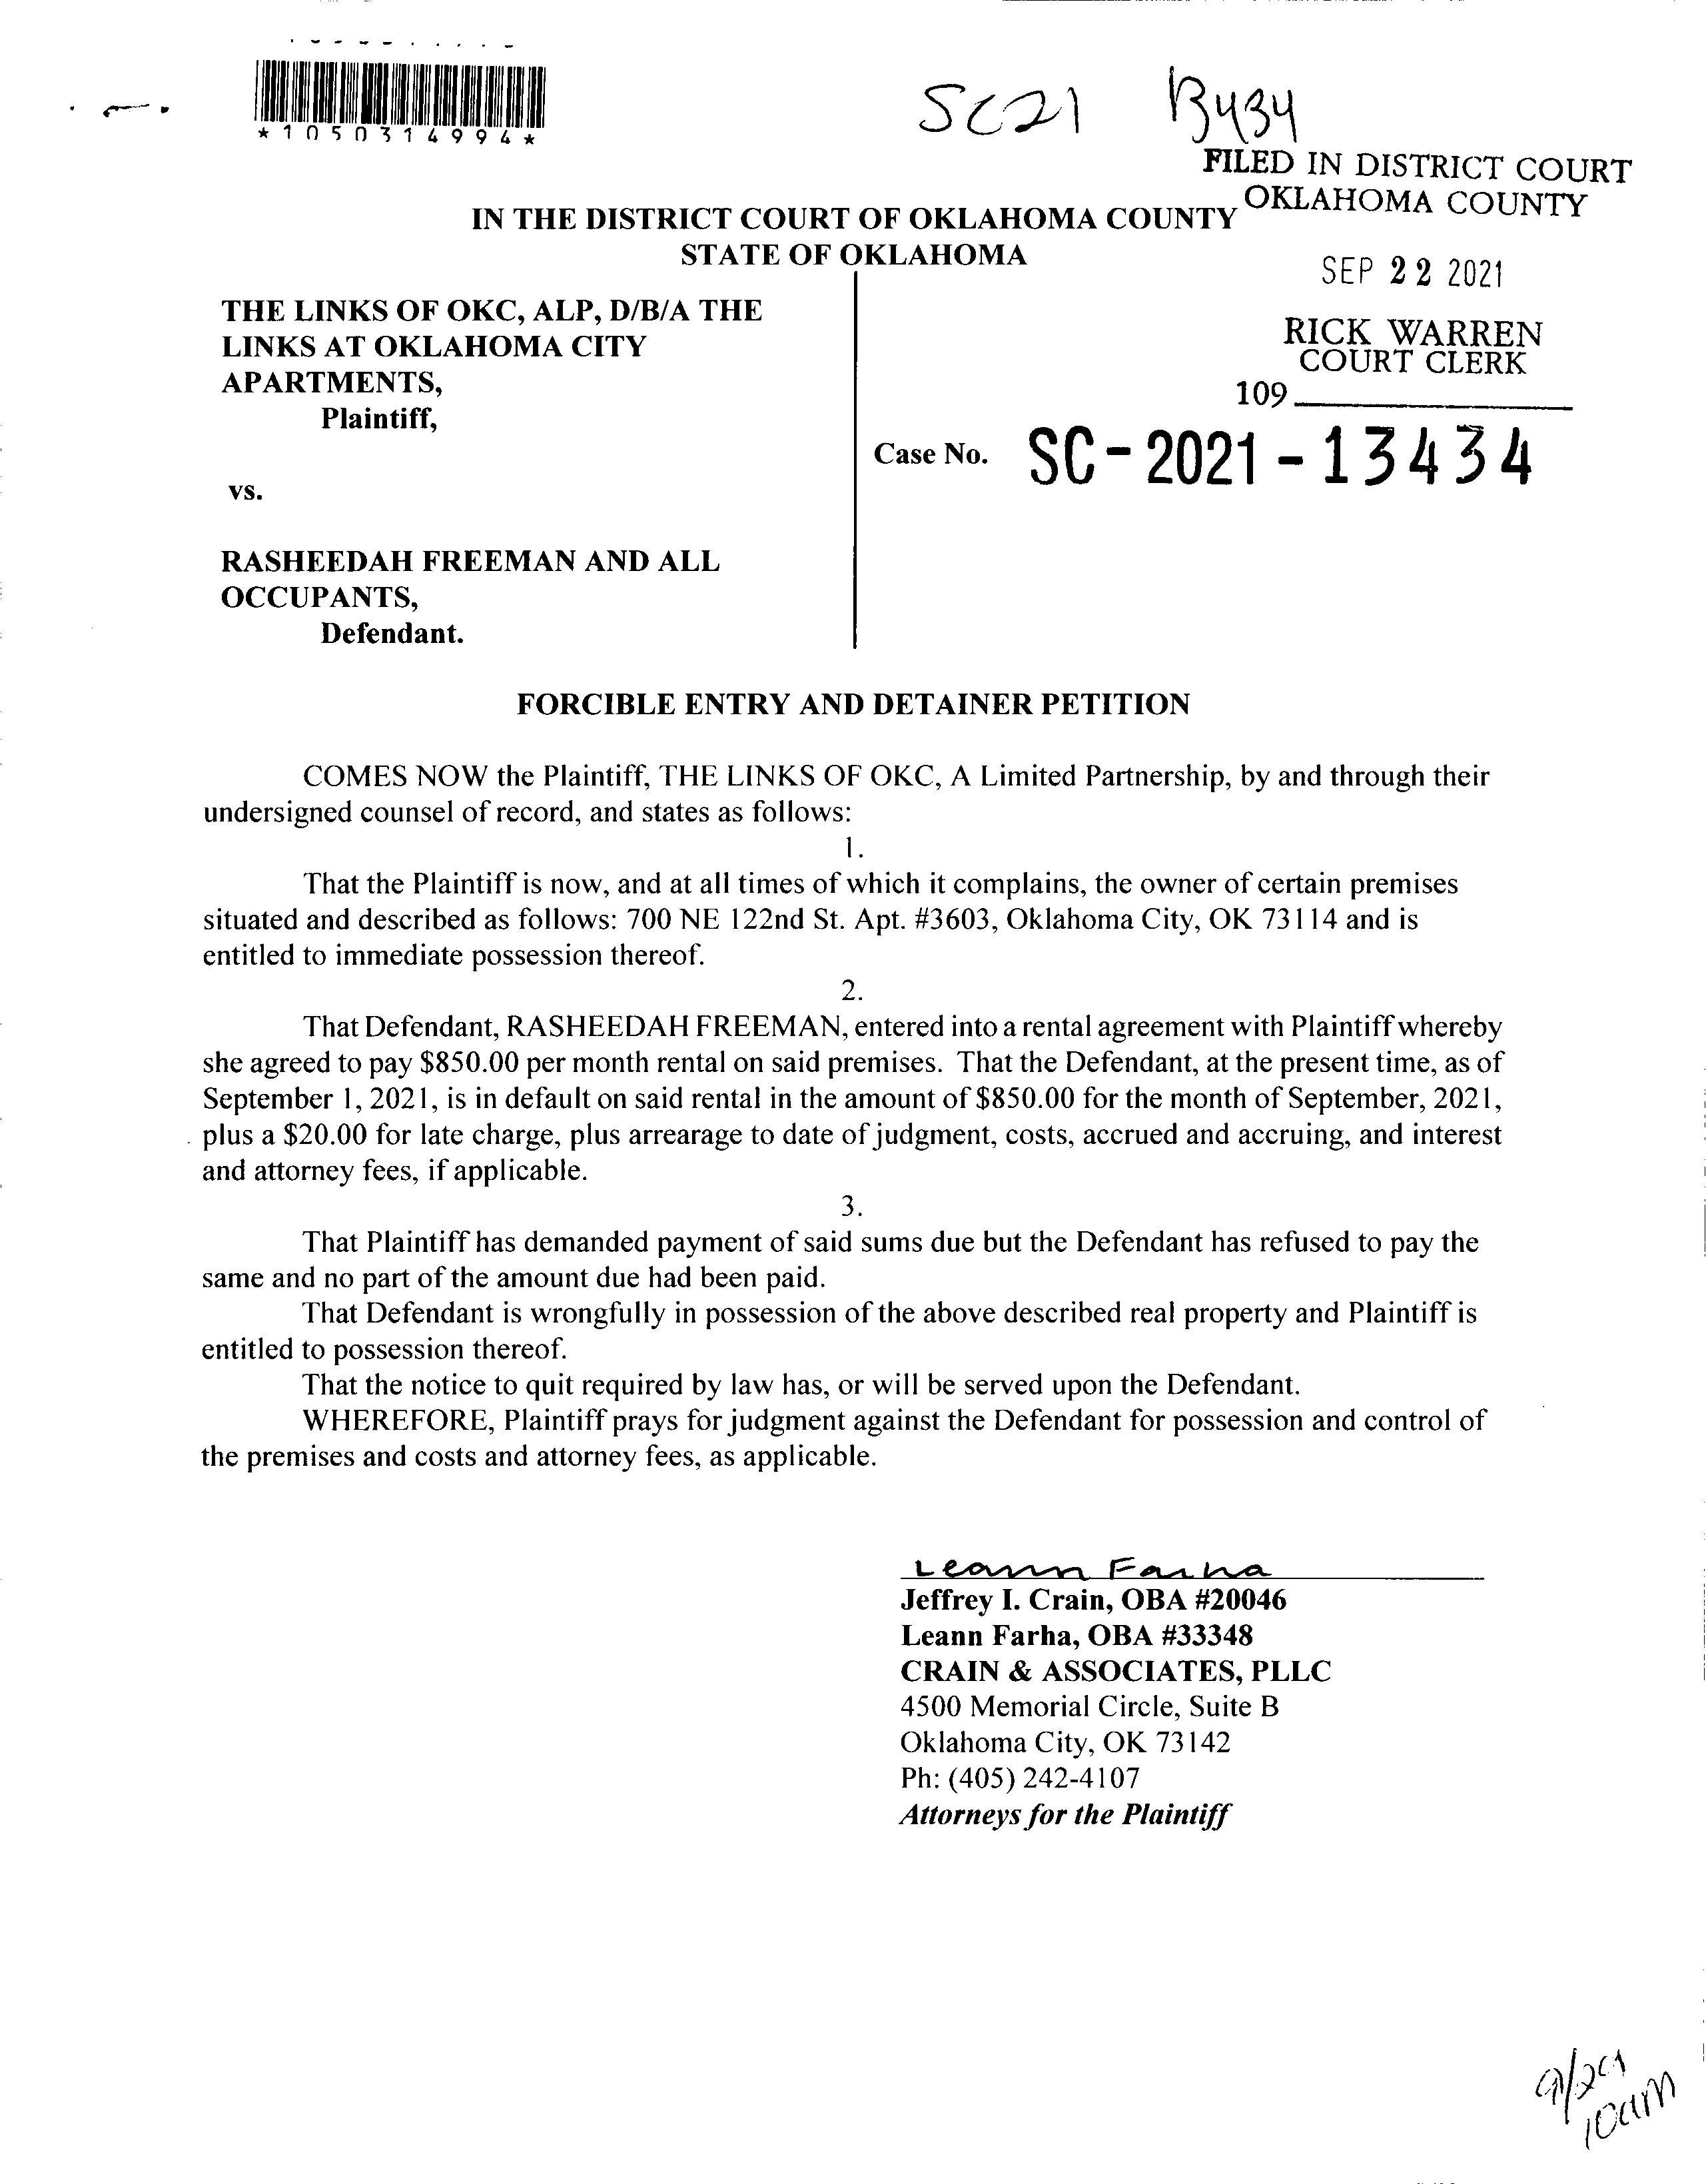 *1050314994*
SC21 13434
FILED IN DISTRICT COURT
OKLAHOMA COUNTY
IN THE DISTRICT COURT OF OKLAHOMA COUNTY
STATE OF OKLAHOMA
SEP 22 2021
THE LINKS OF OKC, ALP, D/B/A THE
LINKS AT OKLAHOMA CITY
APARTMENTS,
Plaintiff,
RICK WARREN
COURT CLERK
109
Case No. SC-2021-13434
vs.
RASHEEDAH FREEMAN AND ALL
OCCUPANTS,
Defendant.
FORCIBLE ENTRY AND DETAINER PETITION
COMES NOW the Plaintiff, THE LINKS OF OKC, A Limited Partnership, by and through their
undersigned counsel of record, and states as follows:
1.
That the Plaintiff is now, and at all times of which it complains, the owner of certain premises
situated and described as follows: 700 NE 122nd St. Apt. #3603, Oklahoma City, OK 73114 and is
entitled to immediate possession thereof.
2.
That Defendant, RASHEEDAH FREEMAN, entered into a rental agreement with Plaintiff whereby
she agreed to pay $850.00 per month rental on said premises. That the Defendant, at the present time, as of
September 1, 2021, is in default on said rental in the amount of $850.00 for the month of September, 2021,
plus a $20.00 for late charge, plus arrearage to date of judgment, costs, accrued and accruing, and interest
and attorney fees, if applicable.
3.
That Plaintiff has demanded payment of said sums due but the Defendant has refused to pay the
same and no part of the amount due had been paid.
That Defendant is wrongfully in possession of the above described real property and Plaintiff is
entitled to possession thereof.
That the notice to quit required by law has, or will be served upon the Defendant.
WHEREFORE, Plaintiff prays for judgment against the Defendant for possession and control of
the premises and costs and attorney fees, as applicable.
Leann Farha
Jeffrey I. Crain, OBA #20046
Leann Farha, OBA #33348
CRAIN & ASSOCIATES, PLLC
4500 Memorial Circle, Suite B
Oklahoma City, OK 73142
Ph: (405) 242-4107
Attorneys for the Plaintiff
10am